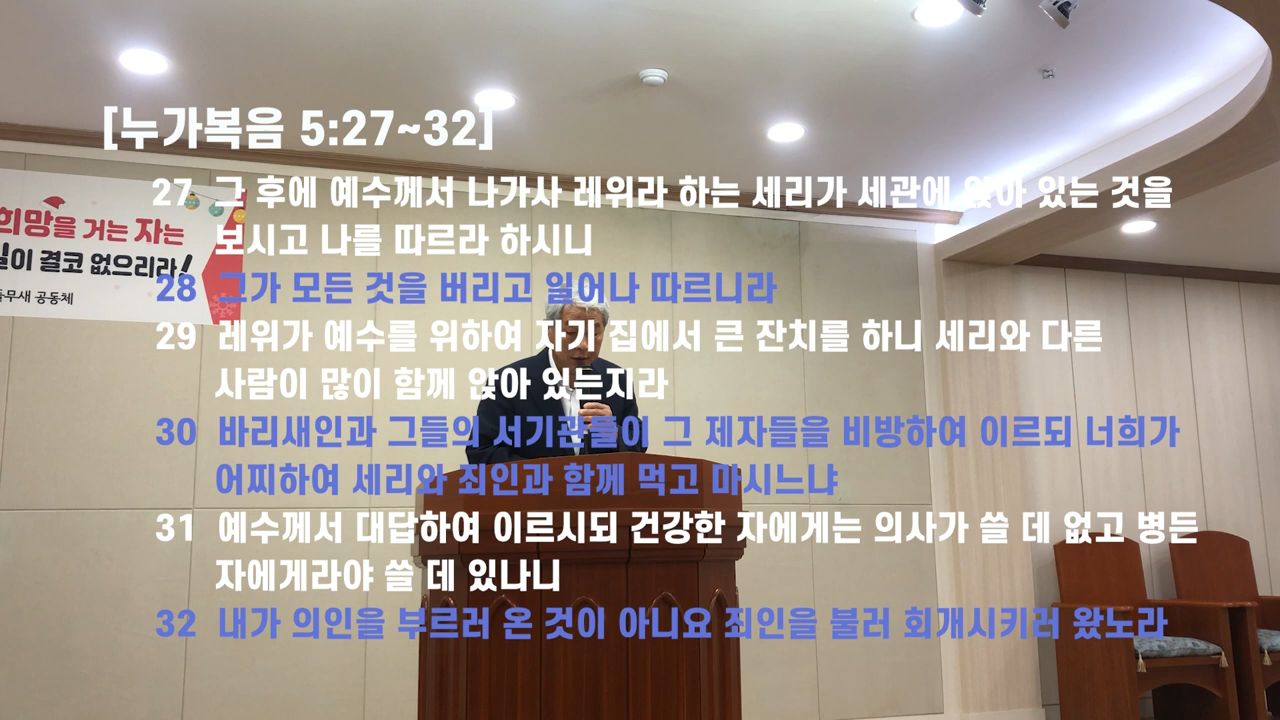 [누가복음 5:27~32]
27 그 후에 예수께서 나가사 레위라 하는 세리가 세관에 앉아 있는 것을
보시고 나를 따르라 하시니
28 그가 모든 것을 버리고 일어나 따르니라
29 레위가 예수를 위하여 자기 집에서 큰 잔치를 하니 세리와 다른
사람이 많이 함께 앉아 있는지라
30 바리새인과 그들의 서기관들이 그 제자들을 비방하여 이르되 너희가
어찌하여 세리와 죄인과 함께 먹고 마시느냐
31 예수께서 대답하여 이르시되 건강한 자에게는 의사가 쓸 데 없고 병든
자에게라야 쓸 데 있나니
32 내가 의인을 부르러 온 것이 아니요 죄인을 불러 회개시키러 왔노라
희망을 거는 자는
일이 결코 없으리라!
공동체